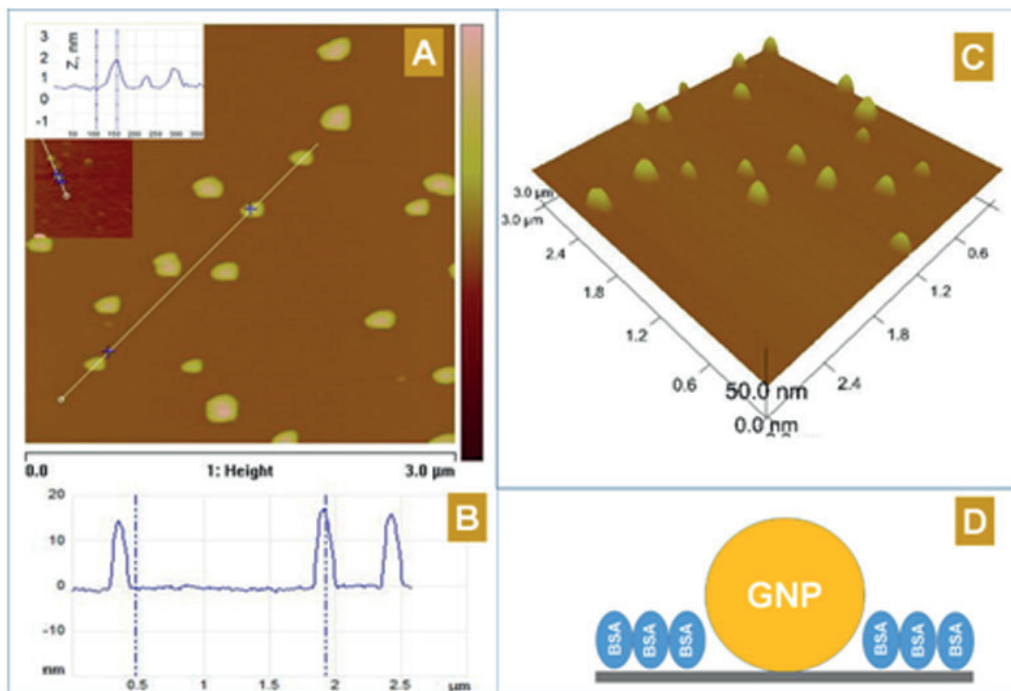 3
2
1
0
-1
Z, nm
50 100 150 200 250 300 350
A
0.0 1: Height 3.0 μm
20
10
0
-10
nm
0.5 1 1.5 2 2.5 μm
B
C
3.0 μm
3.0 μm
2.4
1.8
1.2
0.6
0.6
1.2
1.8
2.4
50.0 nm
0.0 nm
D
GNP
BSA BSA BSA BSA BSA BSA